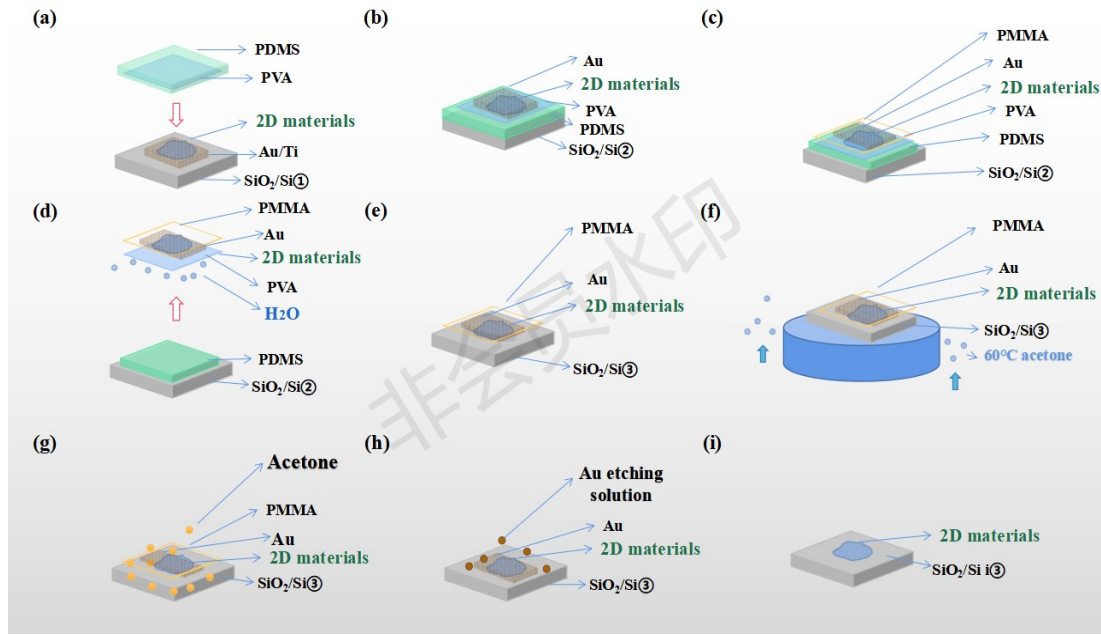 (a)
PDMS
PVA
2D materials
Au/Ti
SiO₂/Si①
(b)
Au
2D materials
PVA
PDMS
SiO₂/Si②
(c)
PMMA
Au
2D materials
PVA
PDMS
SiO₂/Si②
(d)
PMMA
Au
2D materials
PVA
H2O
PDMS
SiO₂/Si②
(e)
PMMA
Au
2D materials
SiO₂/Si③
(f)
PMMA
Au
2D materials
SiO₂/Si③
60℃ acetone
(g)
Acetone
PMMA
Au
2D materials
SiO₂/Si③
(h)
Au etching
solution
Au
2D materials
SiO₂/Si③
(i)
2D materials
SiO₂/Si i③
非会员水印